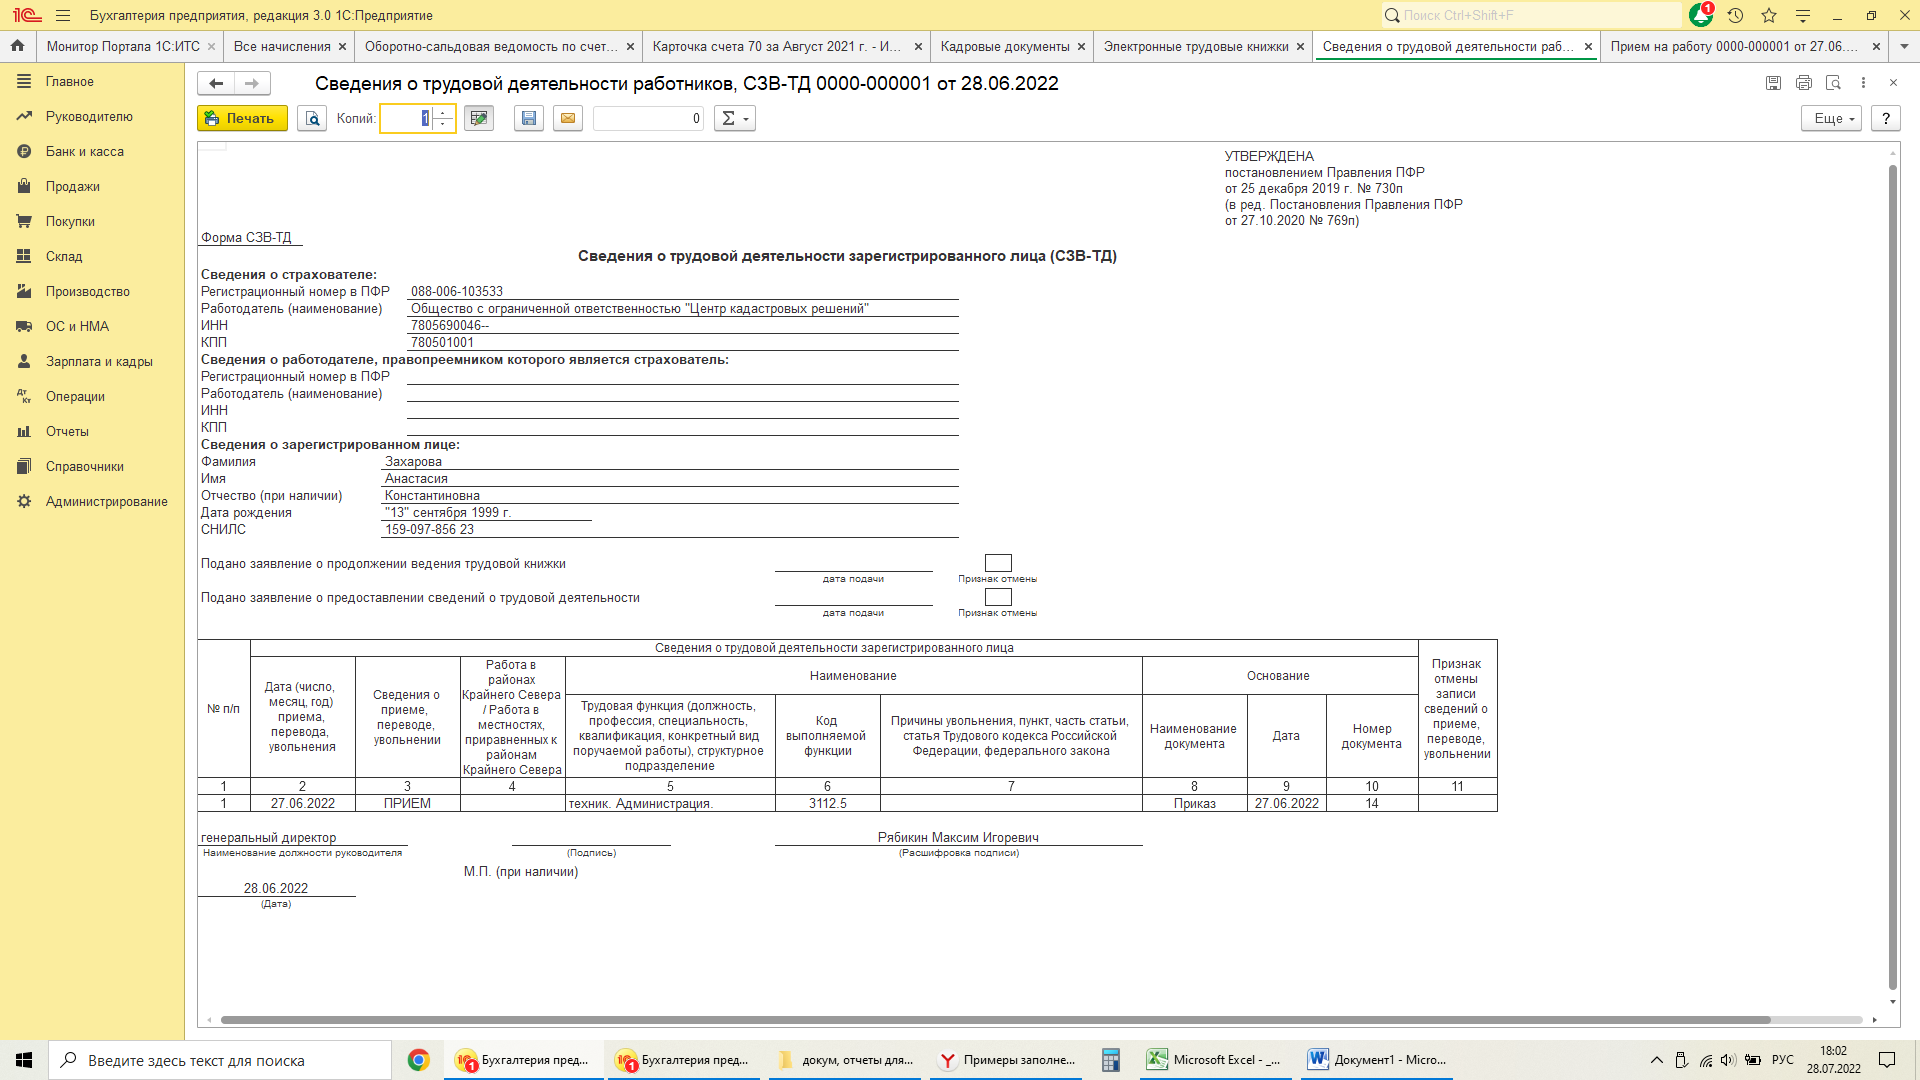 Бухгалтерия предприятия, редакция 3.0 1С:Предприятие
Поиск Ctrl+Shift+F
1
Монитор Портала 1С:ИТС
Все начисления
Оборотно-сальдовая ведомость по счет...
Карточка счета 70 за Август 2021 г. - И...
Кадровые документы
Электронные трудовые книжки
Сведения о трудовой деятельности раб...
Прием на работу 0000-000001 от 27.06....
Главное
Руководителю
Банк и касса
Продажи
Покупки
Склад
Производство
ОС и НМА
Зарплата и кадры
Операции
Отчеты
Справочники
Администрирование
Сведения о трудовой деятельности работников, СЗВ-ТД 0000-000001 от 28.06.2022
Печать
Копий:
1
0
Σ
Еще
?
УТВЕРЖДЕНА
постановлением Правления ПФР
от 25 декабря 2019 г. № 730п
(в ред. Постановления Правления ПФР
от 27.10.2020 № 769п)
Форма СЗВ-ТД
Сведения о трудовой деятельности зарегистрированного лица (СЗВ-ТД)
Сведения о страхователе:
Регистрационный номер в ПФР 088-006-103533
Работодатель (наименование) Общество с ограниченной ответственностью "Центр кадастровых решений"
ИНН 7805690046--
КПП 780501001
Сведения о работодателе, правопреемником которого является страхователь:
Регистрационный номер в ПФР
Работодатель (наименование)
ИНН
КПП
Сведения о зарегистрированном лице:
Фамилия Захарова
Имя Анастасия
Отчество (при наличии) Константиновна
Дата рождения "13" сентября 1999 г.
СНИЛС 159-097-856 23
Подано заявление о продолжении ведения трудовой книжки
дата подачи Признак отмены
Подано заявление о предоставлении сведений о трудовой деятельности
дата подачи Признак отмены
Сведения о трудовой деятельности зарегистрированного лица
№ п/п
Дата (число,
месяц, год)
приема,
перевода,
увольнения
Сведения о
приеме,
переводе,
увольнении
Работа в
районах
Крайнего Севера
/ Работа в
местностях,
приравненных к
районам
Крайнего Севера
Наименование
Трудовая функция (должность,
профессия, специальность,
квалификация, конкретный вид
поручаемой работы), структурное
подразделение
Код
выполняемой
функции
Причины увольнения, пункт, часть статьи,
статья Трудового кодекса Российской
Федерации, федерального закона
Основание
Наименование
документа
Дата
Номер
документа
Признак
отмены
записи
сведений о
приеме,
переводе,
увольнении
1 2 3 4 5 6 7 8 9 10 11
1 27.06.2022 ПРИЕМ техник. Администрация. 3112.5 Приказ 27.06.2022 14
генеральный директор Рябикин Максим Игоревич
Наименование должности руководителя (Подпись) (Расшифровка подписи)
М.П. (при наличии)
28.06.2022
(Дата)
Введите здесь текст для поиска
Бухгалтерия пред...
1
Бухгалтерия пред...
1
докум, отчеты для...
Примеры заполне...
Microsoft Excel - _...
Документ1 - Micro...
РУС
18:02
28.07.2022